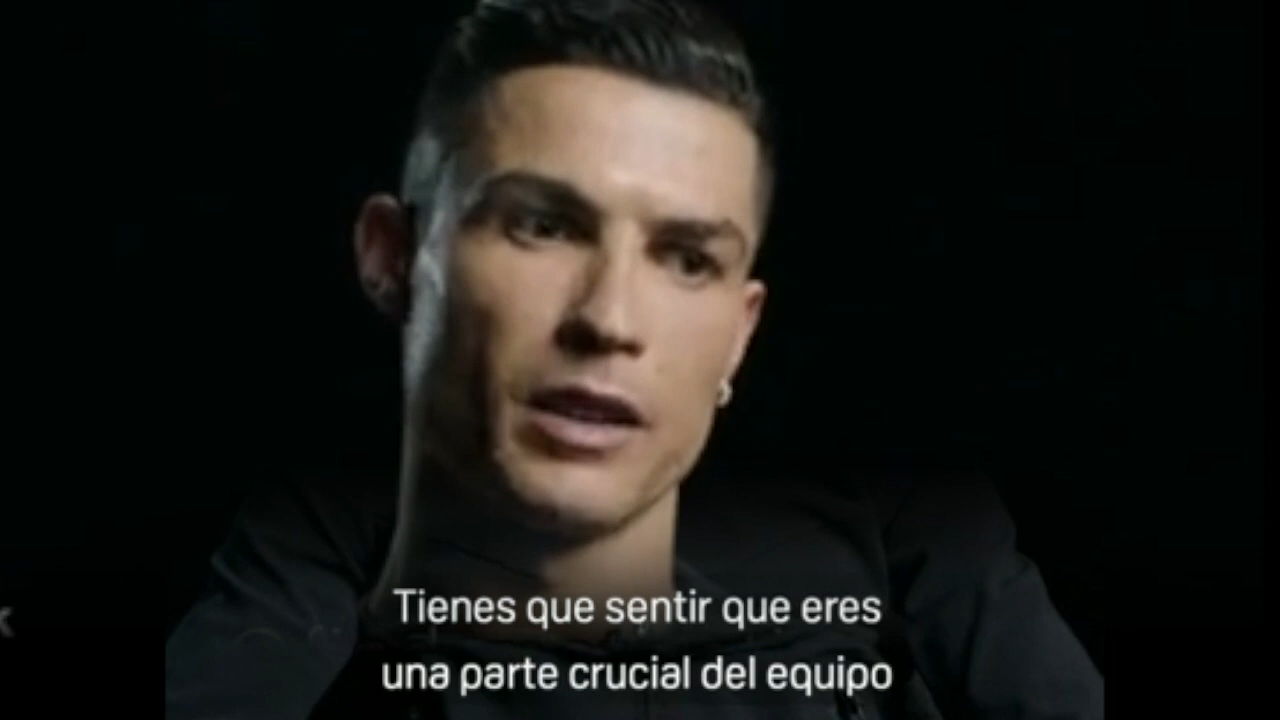 Tienes que sentir que eres
una parte crucial del equipo